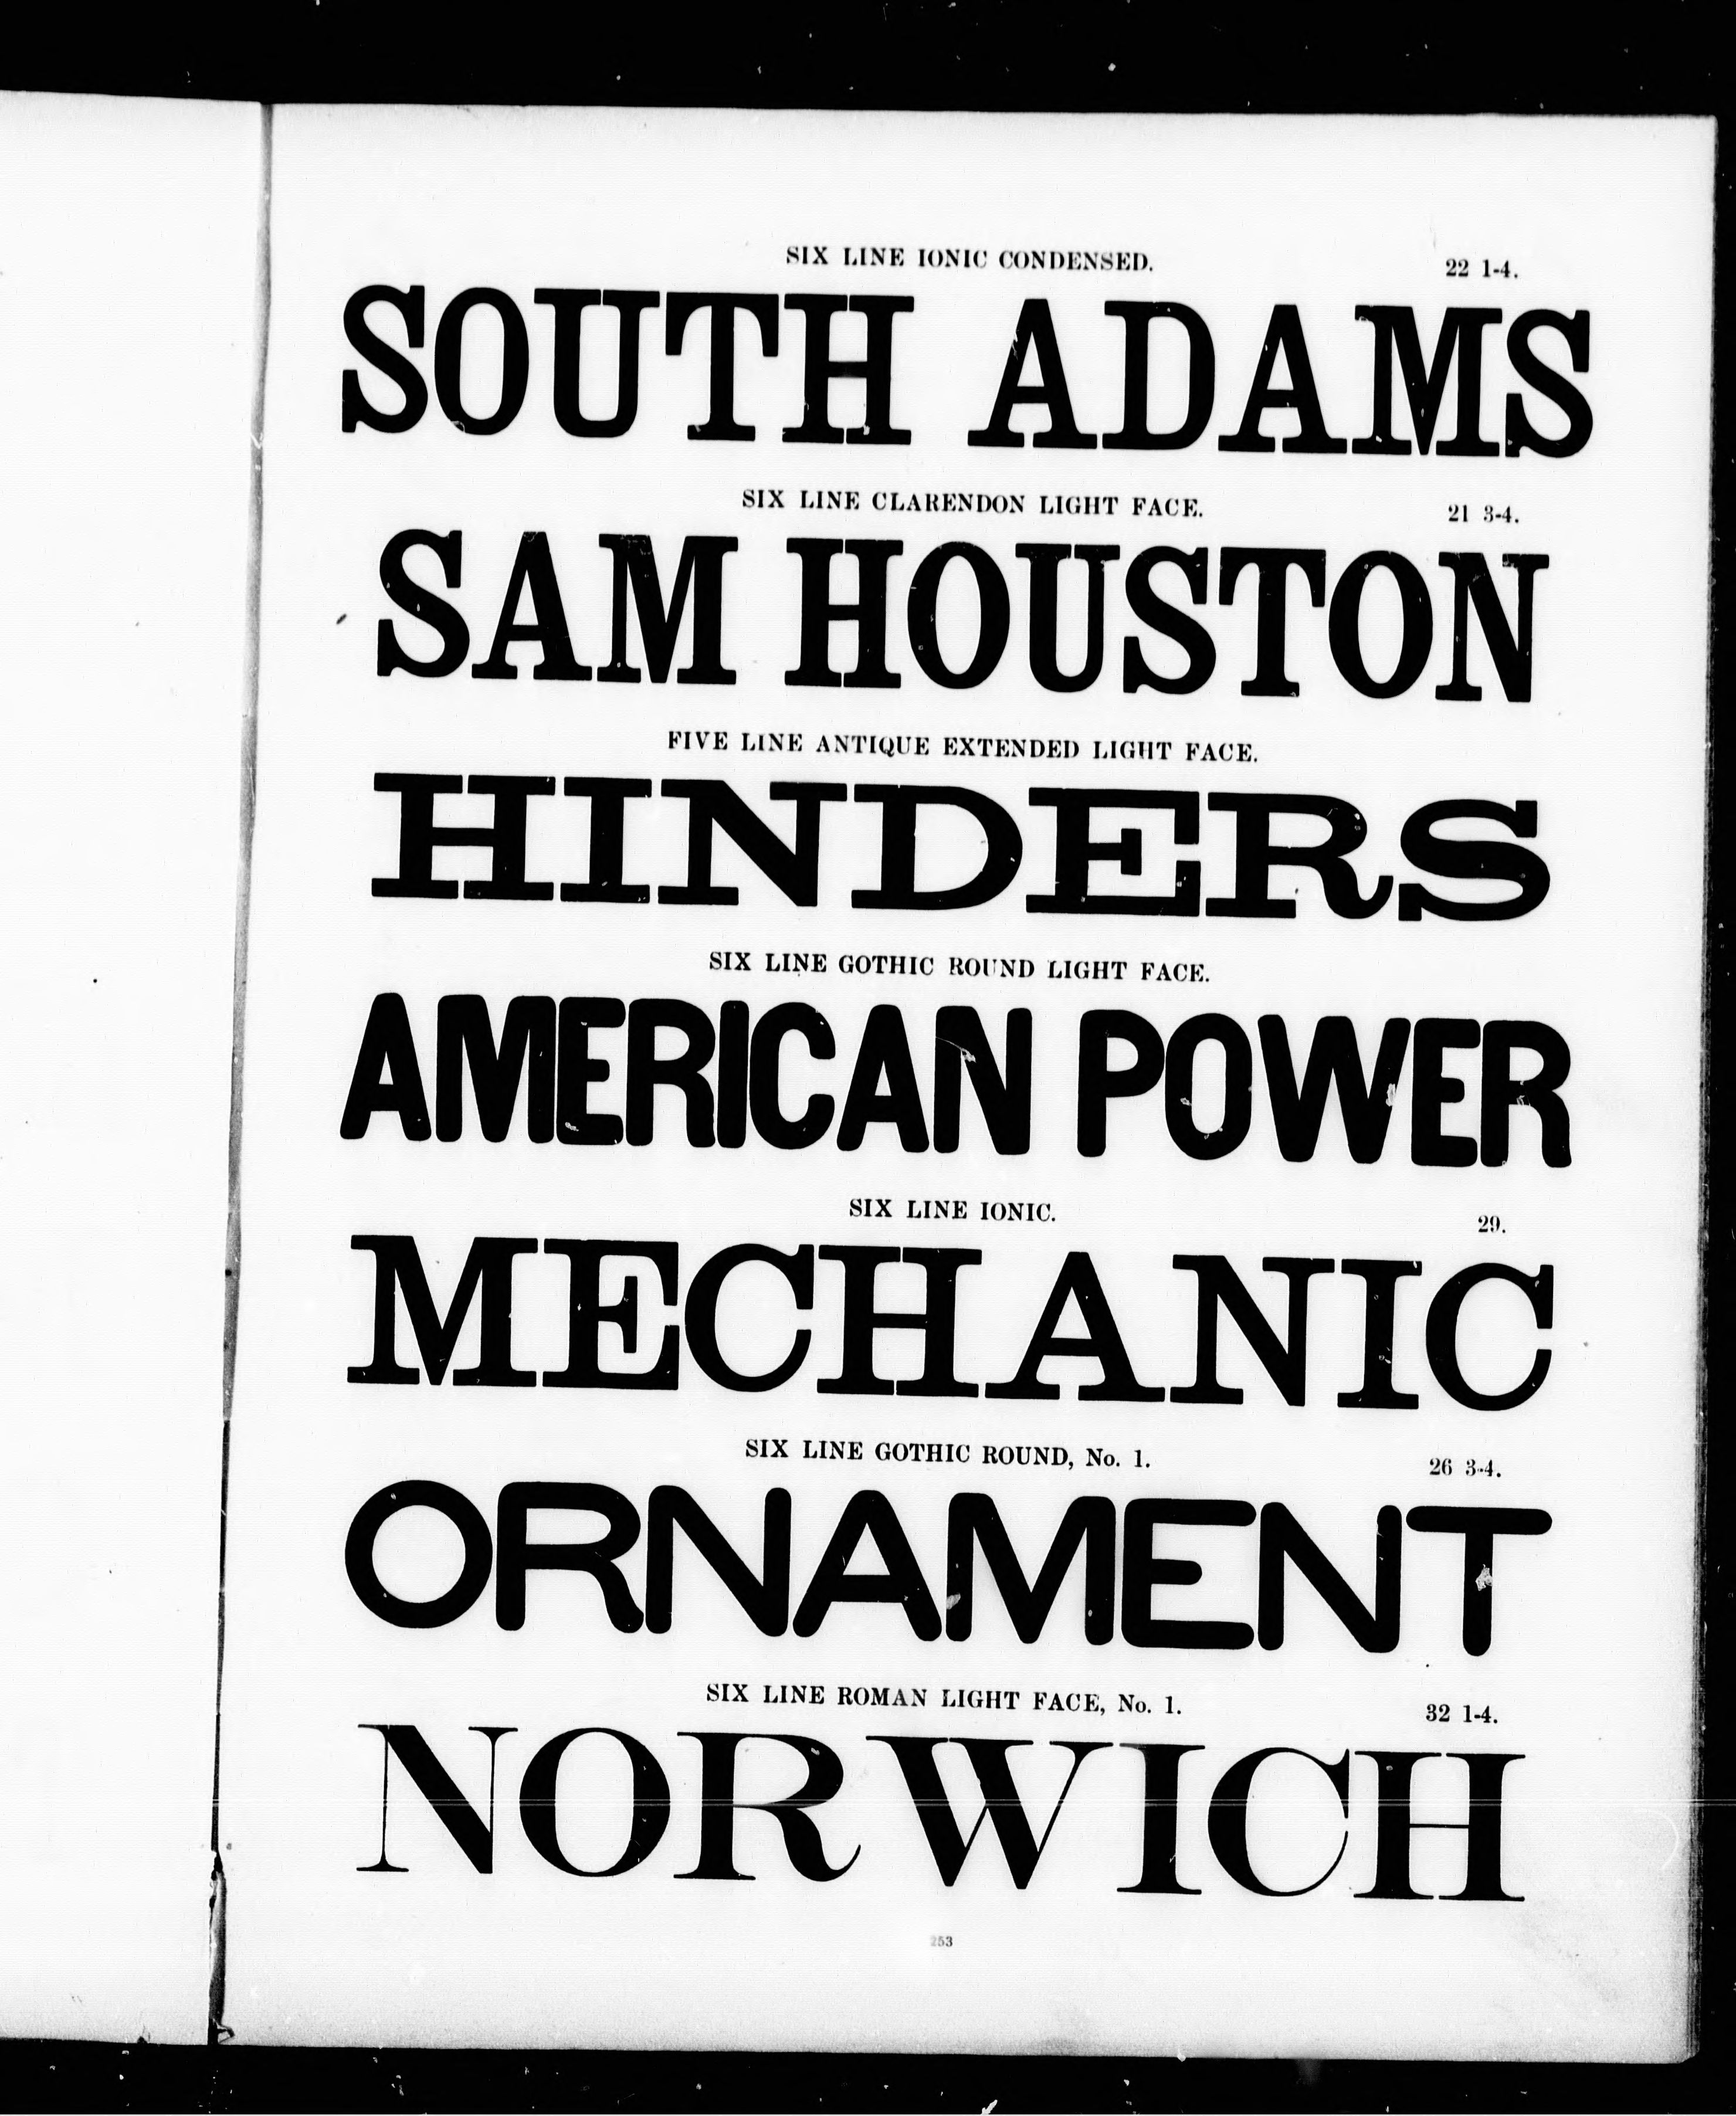 SIX LINE IONIC CONDENSED. 22 1-4.
SOUTH ADAMS
SIX LINE CLARENDON LIGHT FACE. 21 3-4.
SAM HOUSTON
FIVE LINE ANTIQUE EXTENDED LIGHT FACE.
HINDERS
SIX LINE GOTHIC ROUND LIGHT FACE.
AMERICAN POWER
SIX LINE IONIC. 29.
MECHANIC
SIX LINE GOTHIC ROUND, No. 1. 26 3-4.
ORNAMENT
SIX LINE ROMAN LIGHT FACE, No. 1. 32 1-4.
NORWICH
253